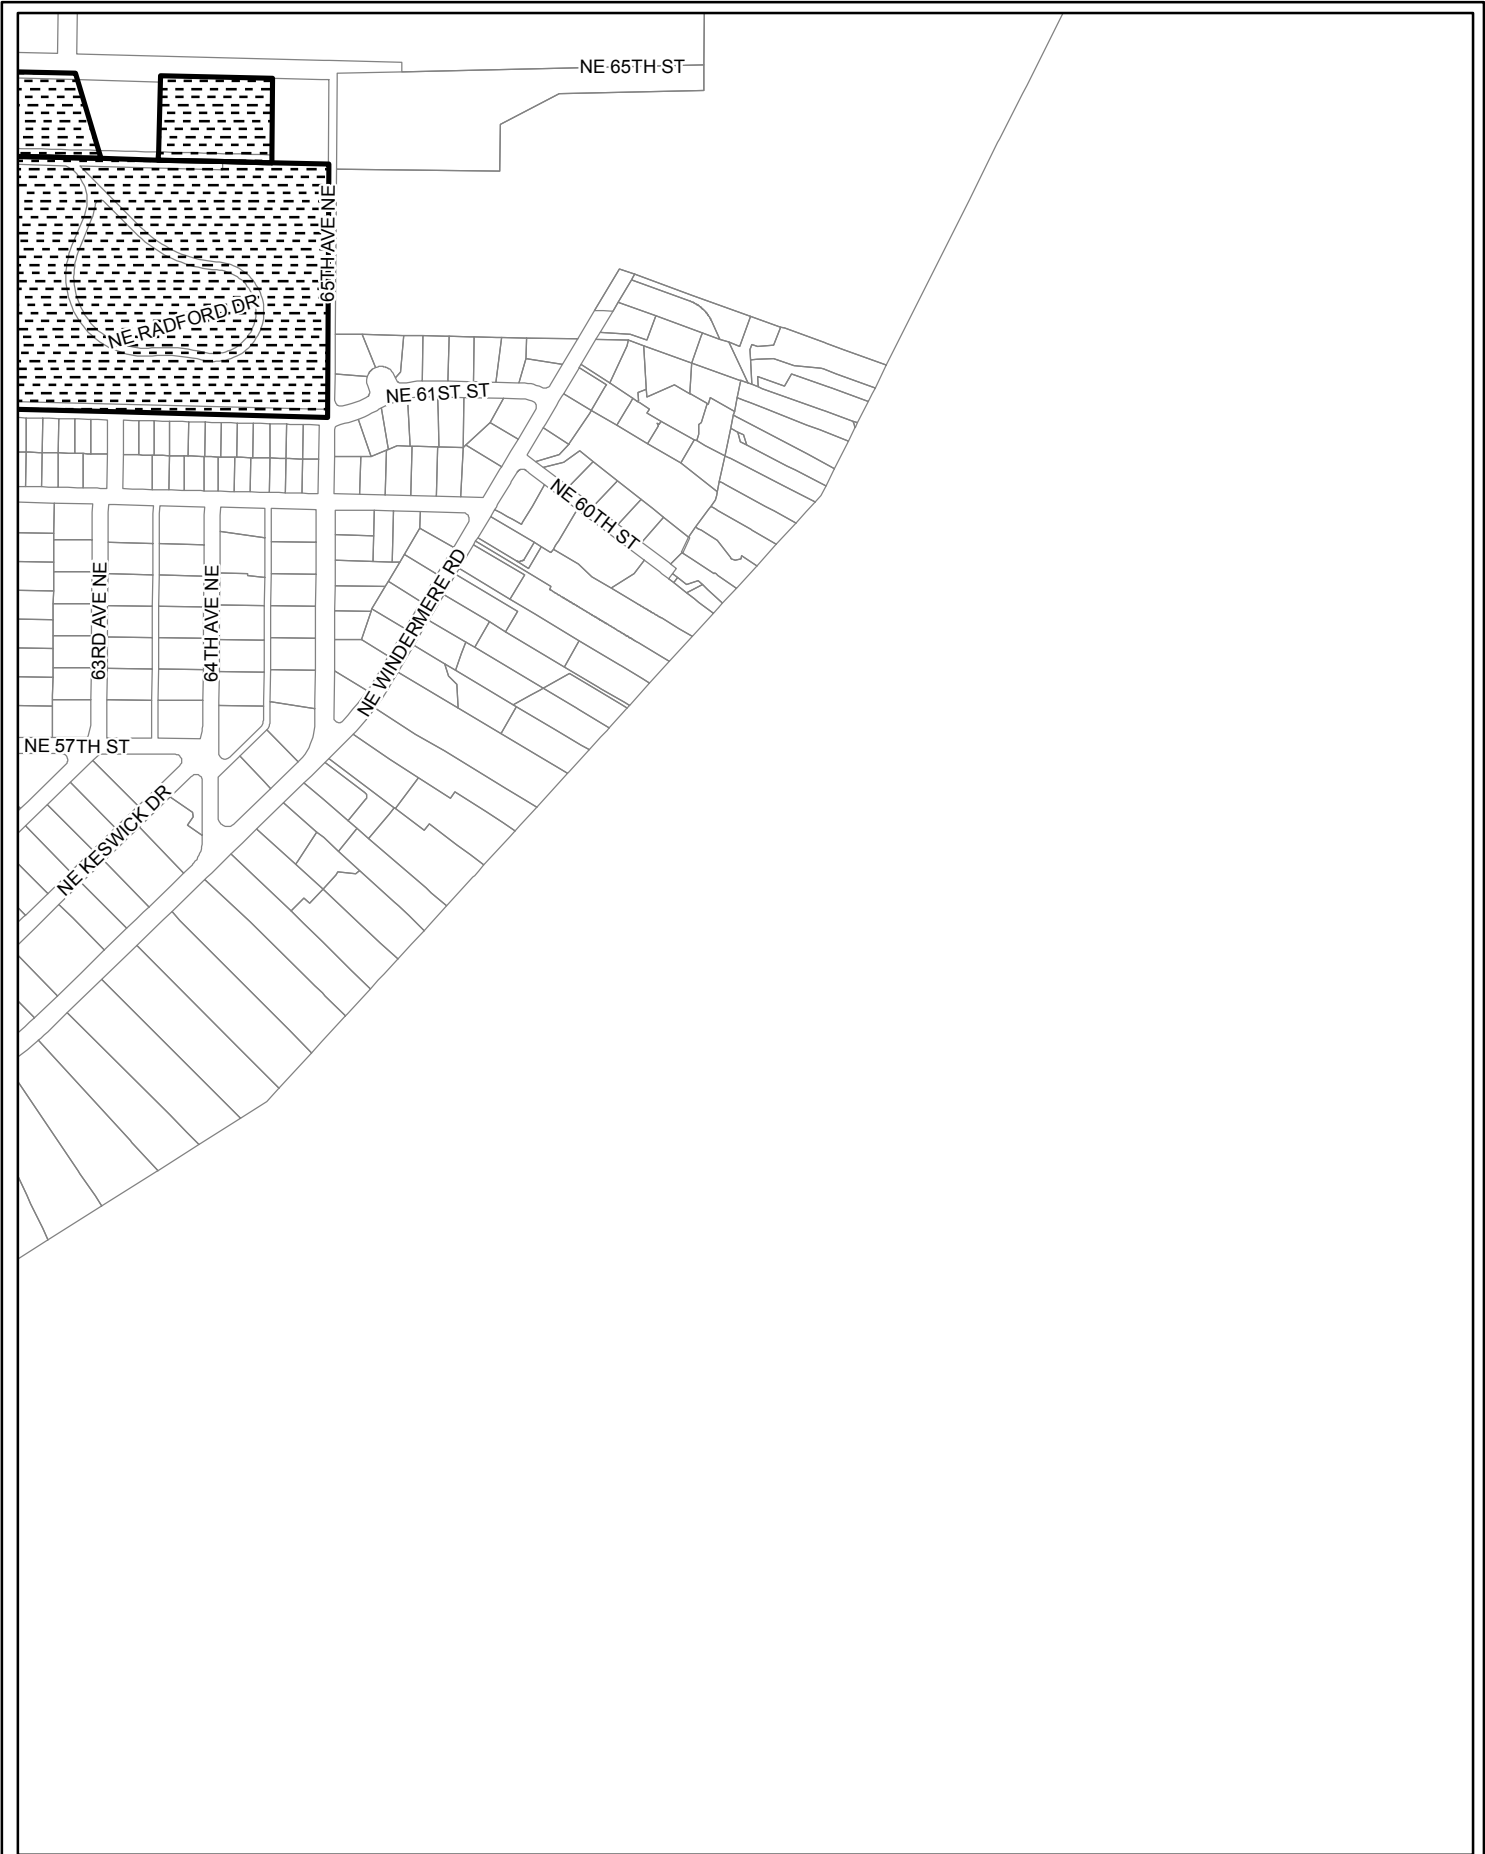 NE 65TH ST
65TH AVE NE
NE RADFORD DR
NE 61ST ST
NE 60TH ST
63RD AVE NE
64TH AVE NE
NE WINDERMERE RD
NE 57TH ST
NE KESWICK DR